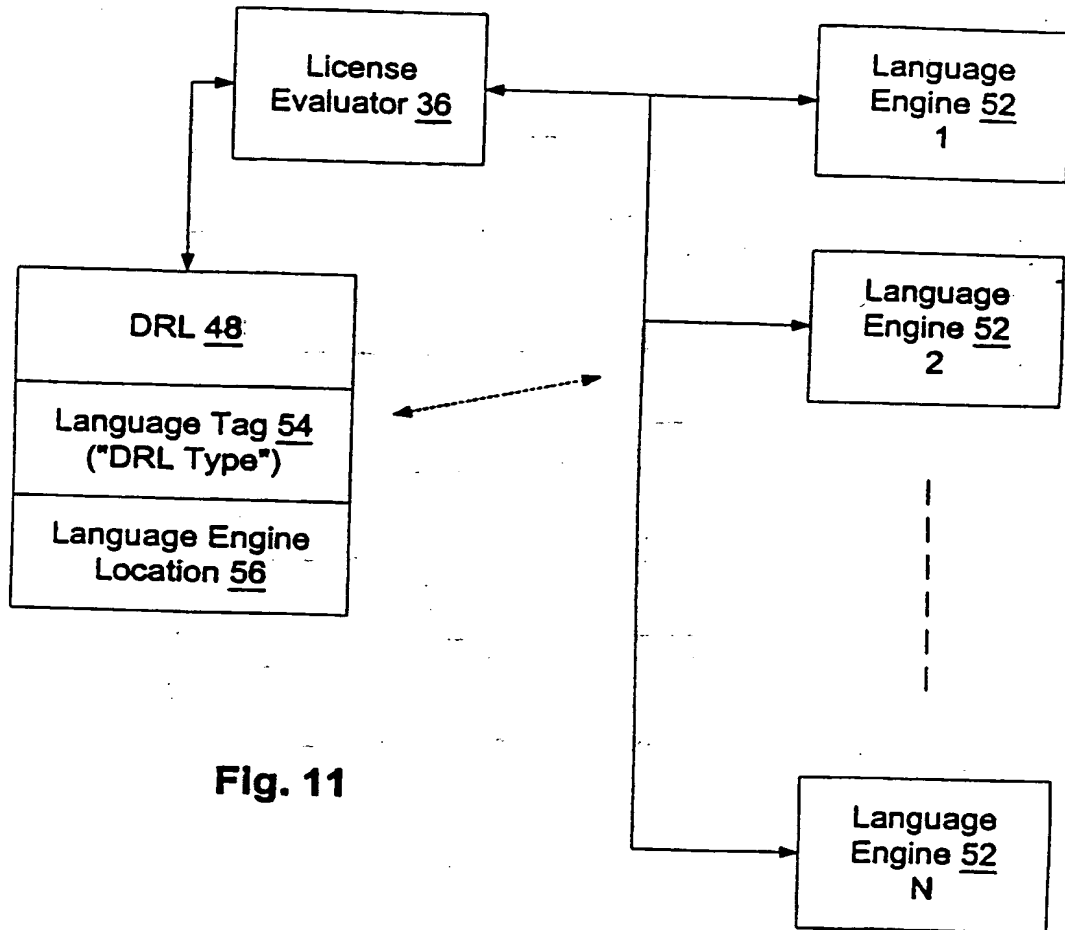 License
Evaluator 36
Language
Engine 52
1
DRL 48
Language Tag 54
("DRL Type")
Language Engine
Location 56
Language
Engine 52
2
Language
Engine 52
N
Fig. 11